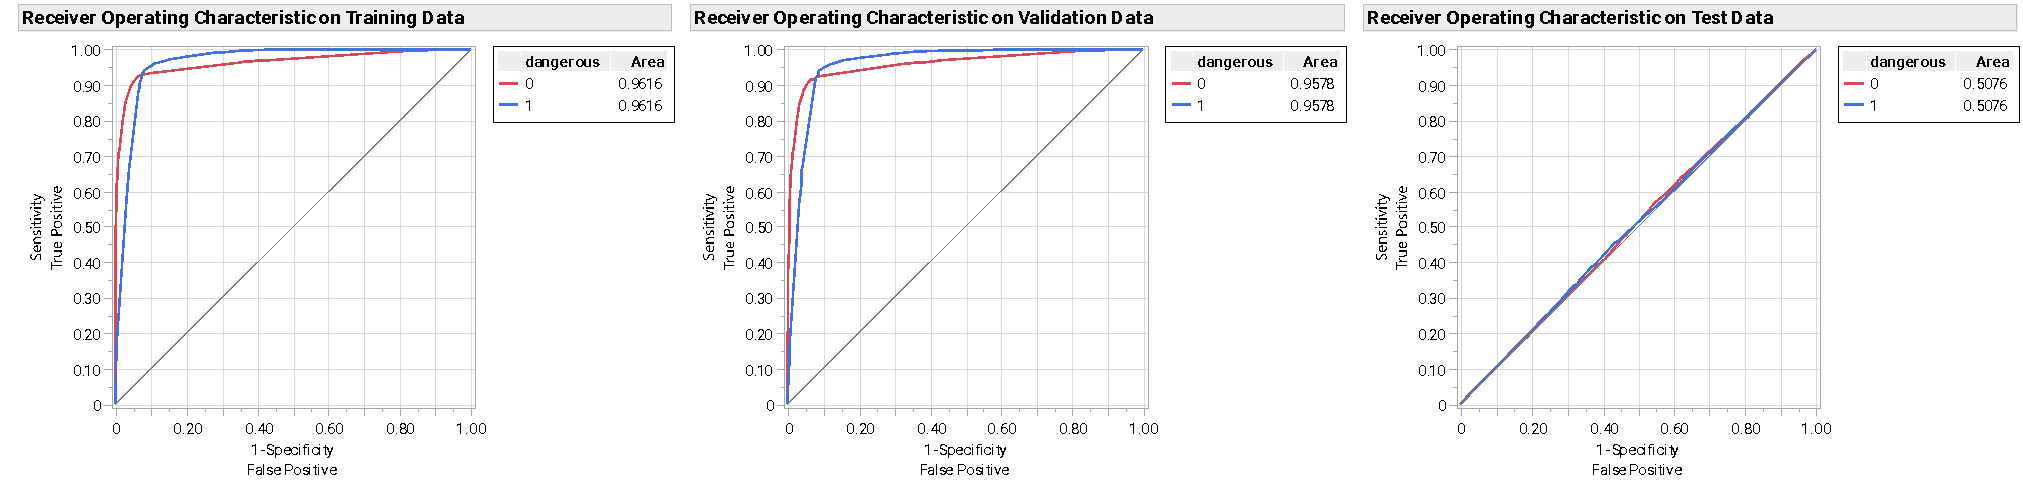 Receiver Operating Characteristic on Training Data
1.00
0.90
0.80
0.70
0.60
0.50
0.40
0.30
0.20
0.10
0
Sensitivity
True Positive
0 0.20 0.40 0.60 0.80 1.00
1-Specificity
False Positive
dangerous Area
0 0.9616
1 0.9616
Receiver Operating Characteristic on Validation Data
1.00
0.90
0.80
0.70
0.60
0.50
0.40
0.30
0.20
0.10
0
Sensitivity
True Positive
0 0.20 0.40 0.60 0.80 1.00
1-Specificity
False Positive
dangerous Area
0 0.9578
1 0.9578
Receiver Operating Characteristic on Test Data
1.00
0.90
0.80
0.70
0.60
0.50
0.40
0.30
0.20
0.10
0
Sensitivity
True Positive
0 0.20 0.40 0.60 0.80 1.00
1-Specificity
False Positive
dangerous Area
0 0.5076
1 0.5076